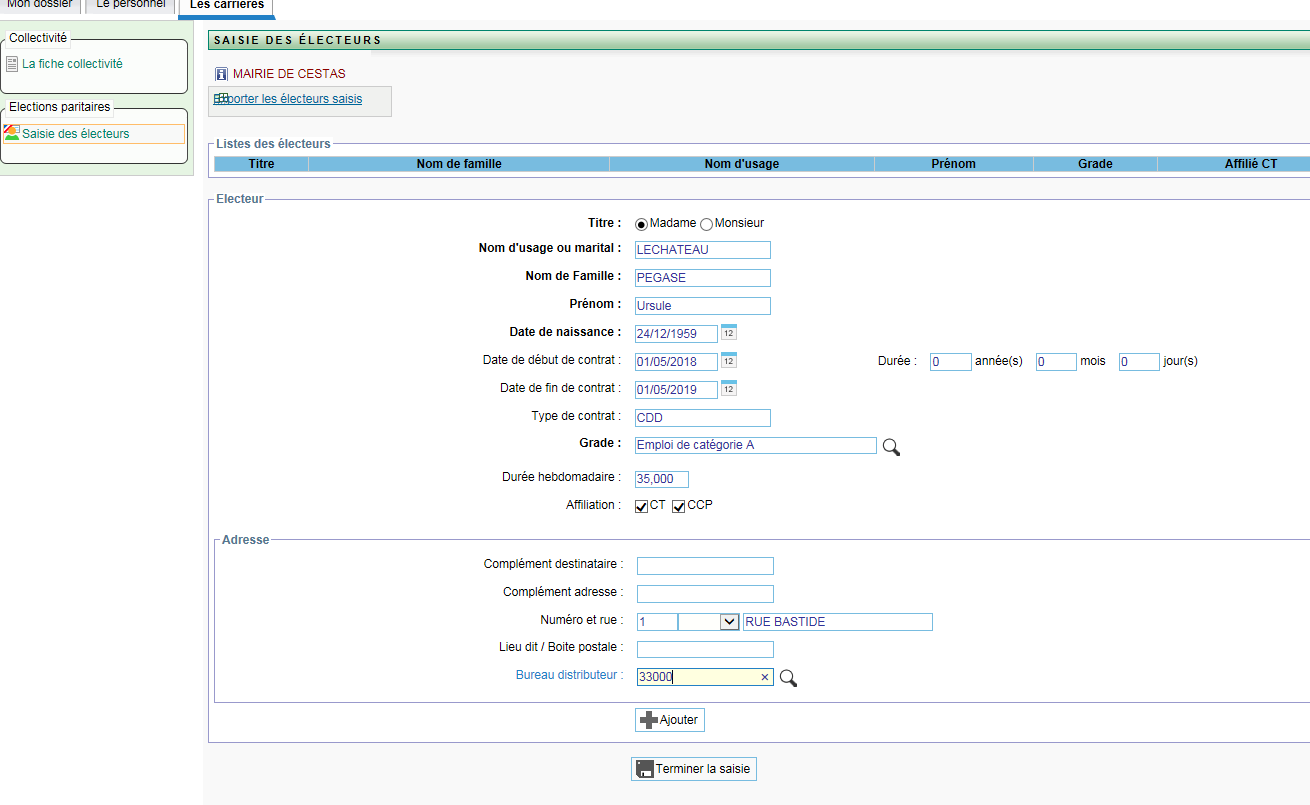 Mon dossier Le personnel Les carrières
Collectivité
La fiche collectivité
Elections paritaires
Saisie des électeurs
SAISIE DES ÉLECTEURS
MAIRIE DE CESTAS
porter les électeurs saisis
Listes des électeurs
Titre Nom de famille Nom d'usage Prénom Grade Affilié CT
Electeur
Titre : Madame Monsieur
Nom d'usage ou marital : LECHATEAU
Nom de Famille : PEGASE
Prénom : Ursule
Date de naissance : 24/12/1959 12
Date de début de contrat : 01/05/2018 12 Durée : 0 année(s) 0 mois 0 jour(s)
Date de fin de contrat : 01/05/2019 12
Type de contrat : CDD
Grade : Emploi de catégorie A
Durée hebdomadaire : 35,000
Affiliation : CT CCP
Adresse
Complément destinataire :
Complément adresse :
Numéro et rue : 1 RUE BASTIDE
Lieu dit / Boite postale :
Bureau distributeur : 33000 ×
Ajouter
Terminer la saisie